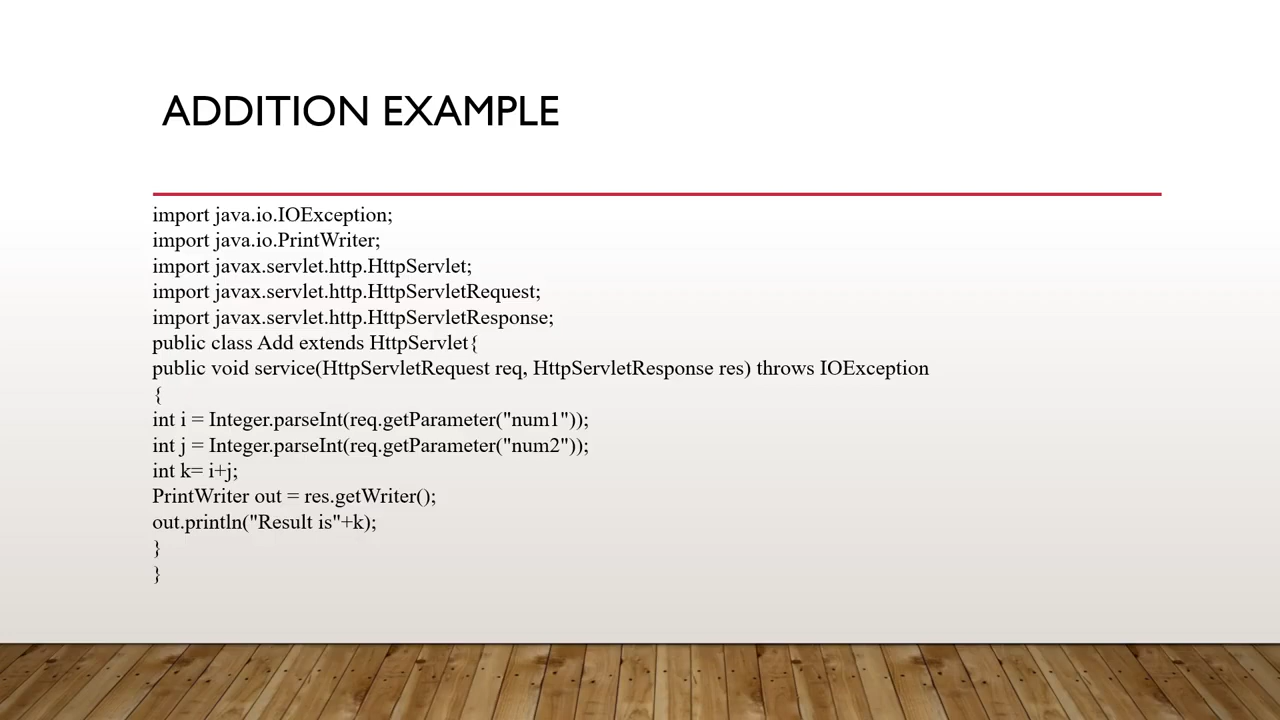 ADDITION EXAMPLE
import java.io.IOException;
import java.io.PrintWriter;
import javax.servlet.http.HttpServlet;
import javax.servlet.http.HttpServletRequest;
import javax.servlet.http.HttpServletResponse;
public class Add extends HttpServlet{
public void service(HttpServletRequest req, HttpServletResponse res) throws IOException
{
int i = Integer.parseInt(req.getParameter("num1"));
int j = Integer.parseInt(req.getParameter("num2"));
int k= i+j;
PrintWriter out = res.getWriter();
out.println("Result is"+k);
}
}